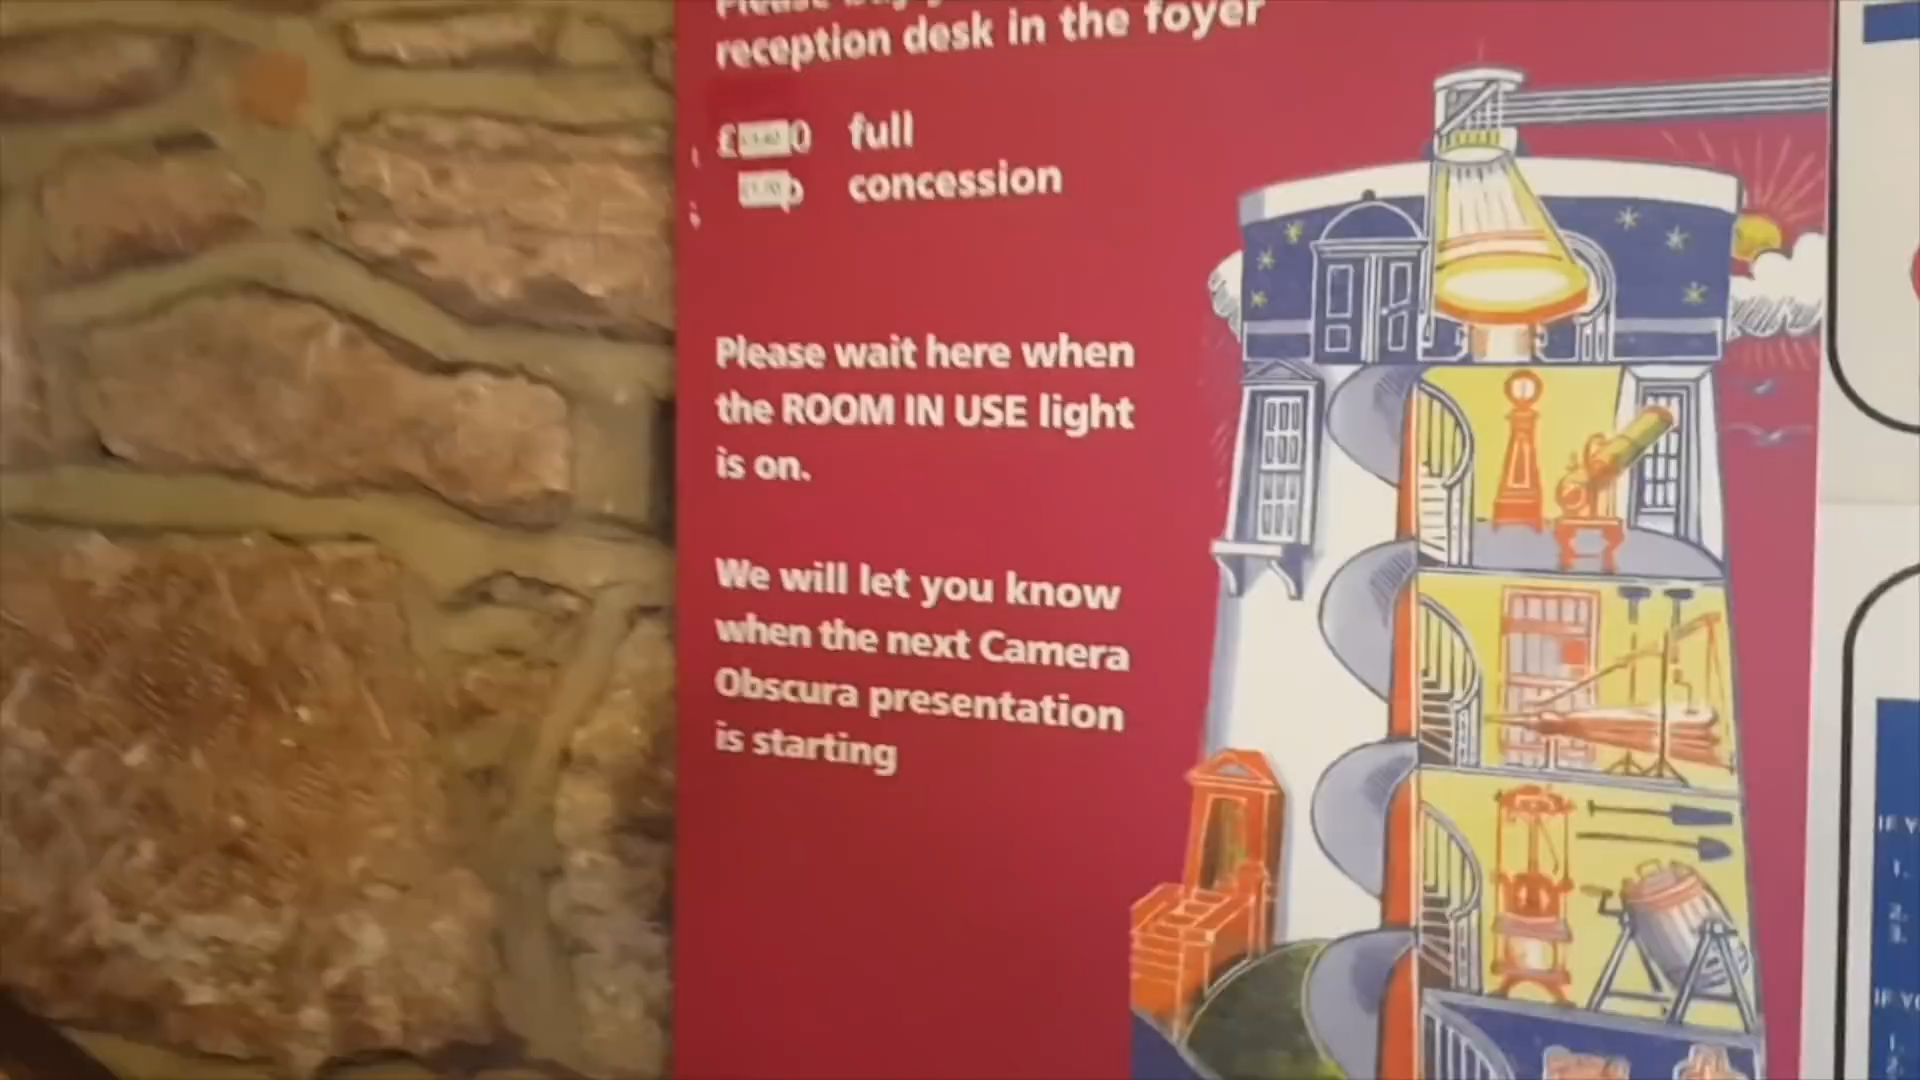 reception desk in the foyer
full
concession
Please wait here when
the ROOM IN USE light
is on.
We will let you know
when the next Camera
Obscura presentation
is starting